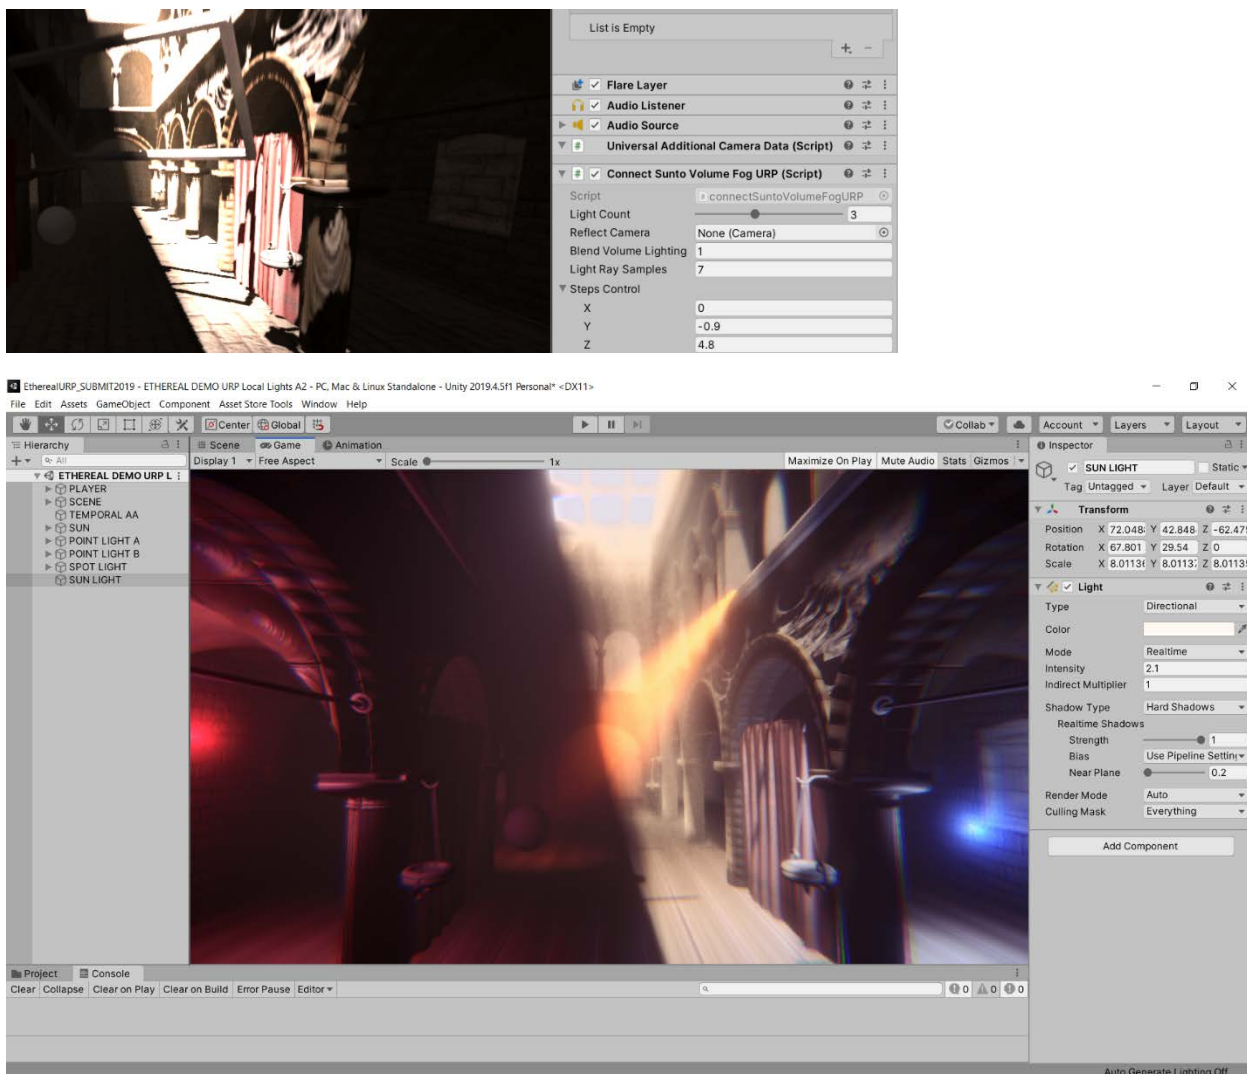 List is Empty
+ −
Flare Layer
Audio Listener
Audio Source
# Universal Additional Camera Data (Script)
# Connect Sunto Volume Fog URP (Script)
Script # connectSuntoVolumeFogURP
Light Count 3
Reflect Camera None (Camera)
Blend Volume Lighting 1
Light Ray Samples 7
Steps Control
X 0
Y -0.9
Z 4.8
EtherealURP_SUBMIT2019 - ETHEREAL DEMO URP Local Lights A2 - PC, Mac & Linux Standalone - Unity 2019.4.5f1 Personal* <DX11>
File Edit Assets GameObject Component Asset Store Tools Window Help
Center Global Collab Account Layers Layout
Hierarchy Scene Game Animation Inspector
All Display 1 Free Aspect Scale 1x Maximize On Play Mute Audio Stats Gizmos
SUN LIGHT Static
Tag Untagged Layer Default
ETHEREAL DEMO URP L
PLAYER
SCENE
TEMPORAL AA
SUN
POINT LIGHT A
POINT LIGHT B
SPOT LIGHT
SUN LIGHT
Transform
Position X 72.048 Y 42.848 Z -62.47
Rotation X 67.801 Y 29.54 Z 0
Scale X 8.0113 Y 8.0113 Z 8.0113
Light
Type Directional
Color
Mode Realtime
Intensity 2.1
Indirect Multiplier 1
Shadow Type Hard Shadows
Realtime Shadows
Strength 1
Bias Use Pipeline Settin
Near Plane 0.2
Render Mode Auto
Culling Mask Everything
Add Component
Project Console
Clear Collapse Clear on Play Clear on Build Error Pause Editor 0 0 0
Auto Generate Lighting Off